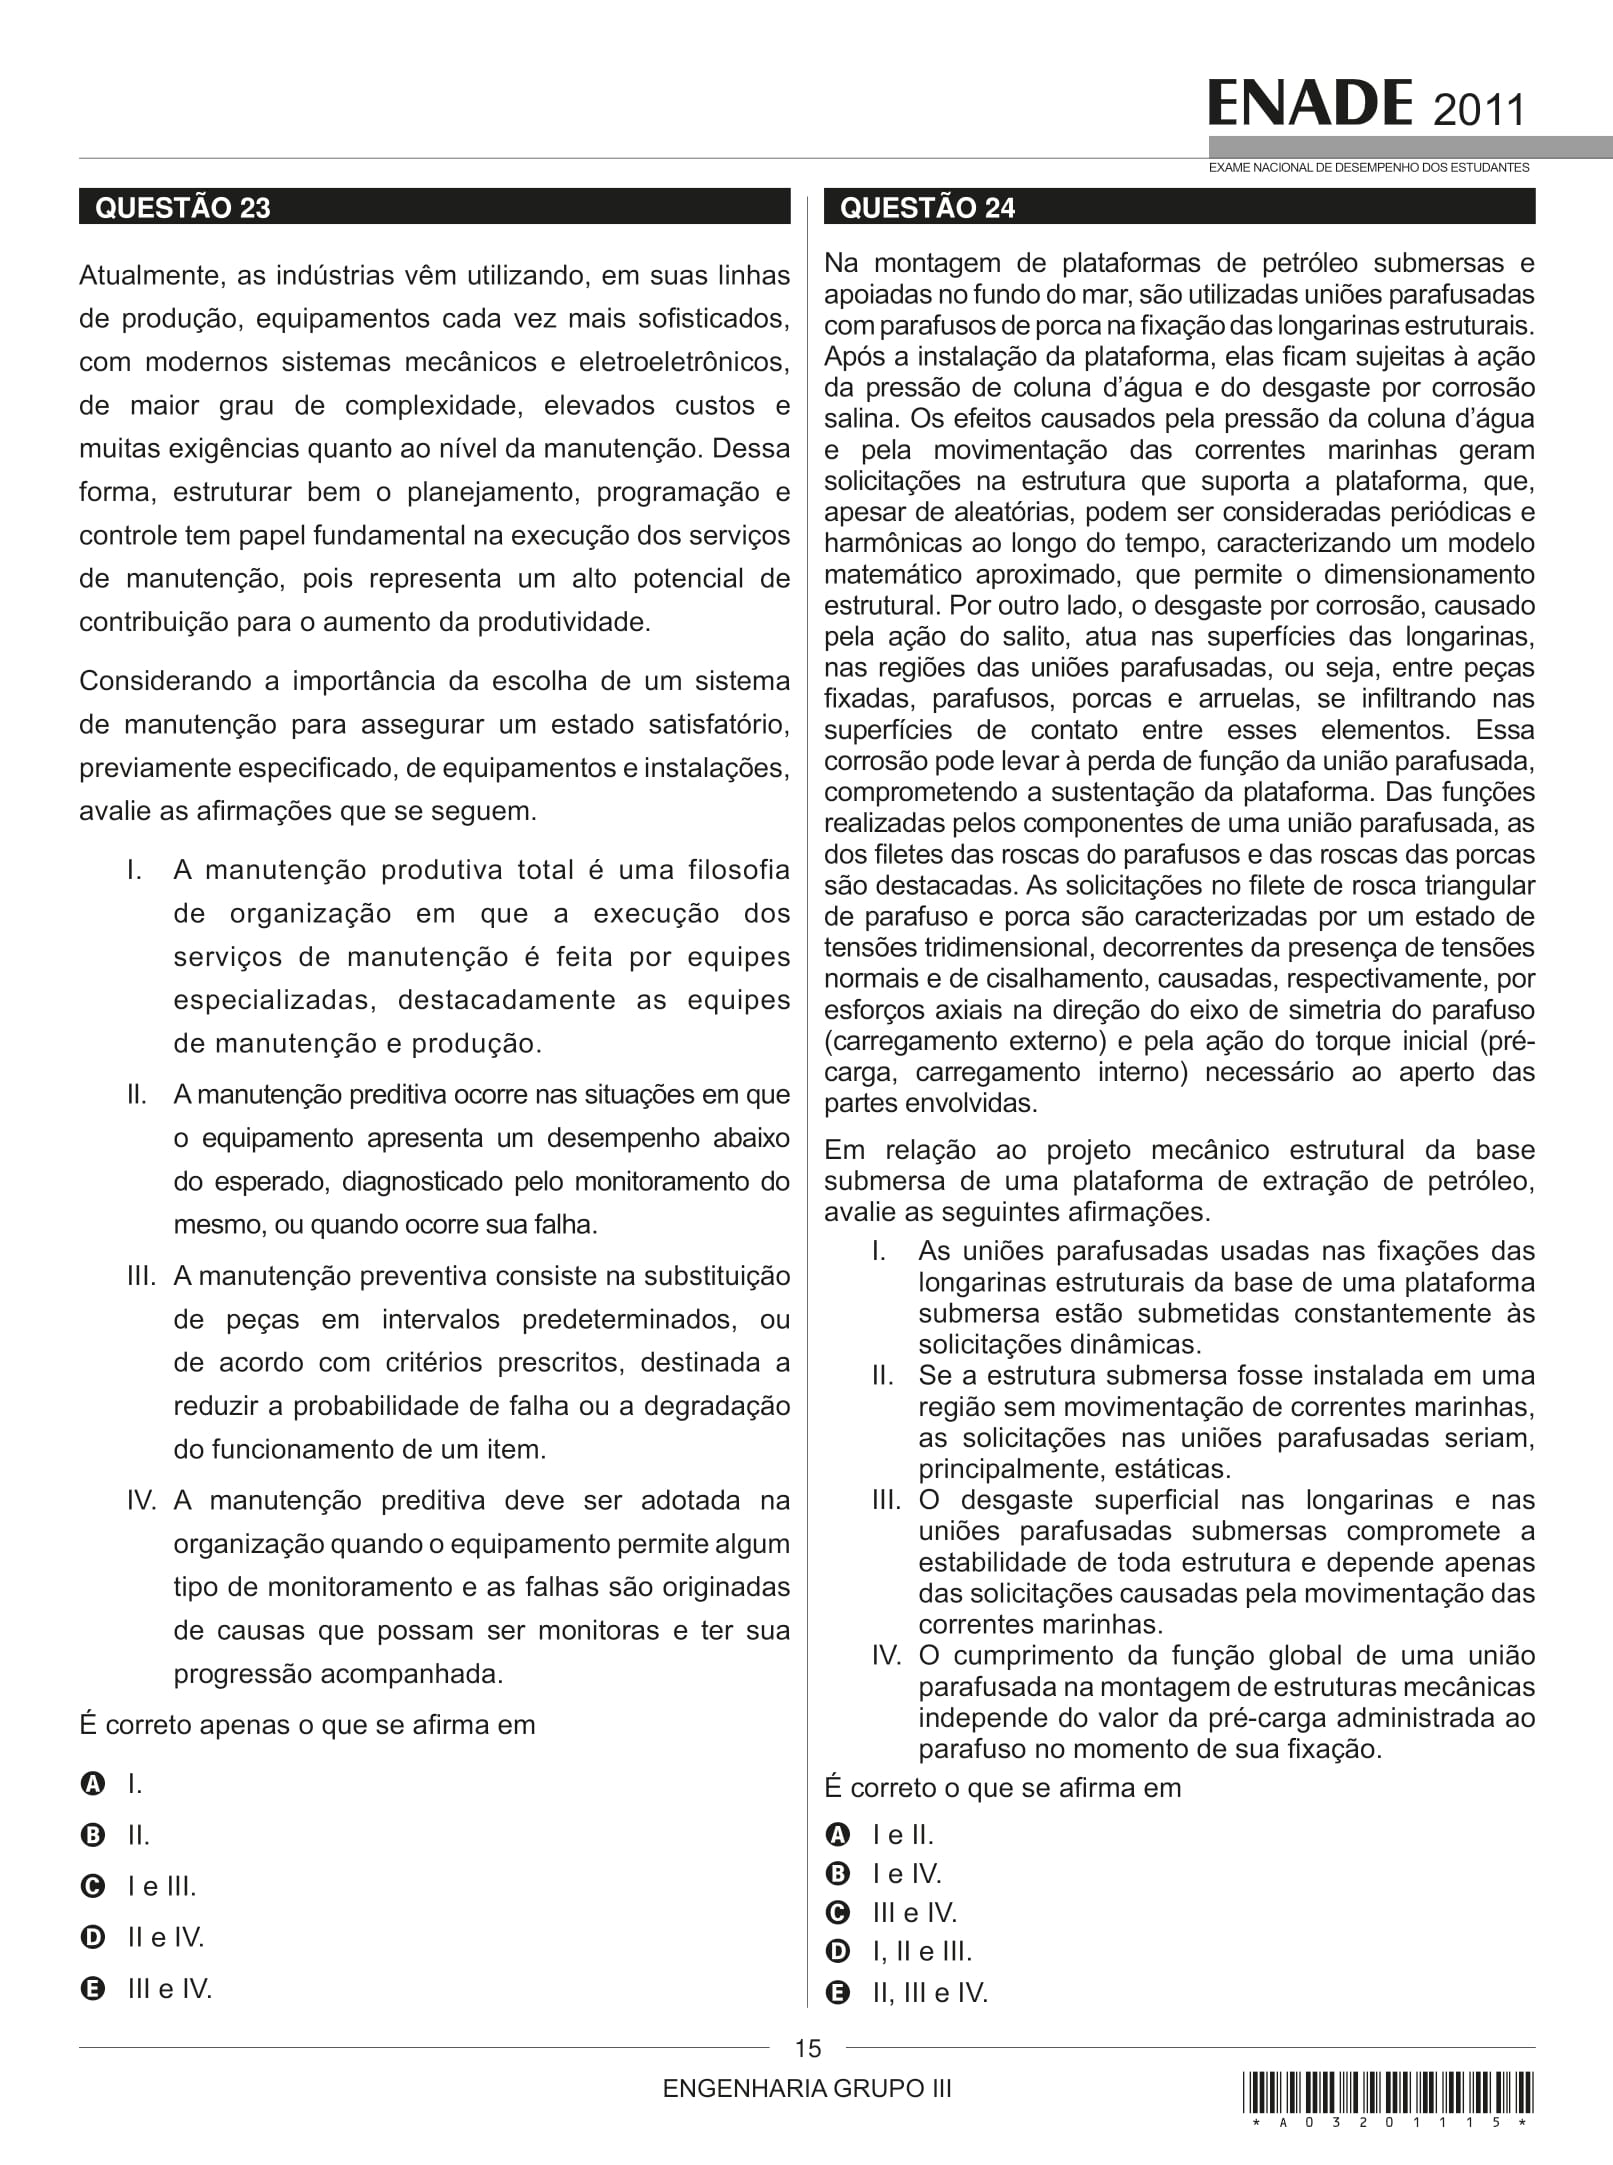 ENADE 2011
EXAME NACIONAL DE DESEMPENHO DOS ESTUDANTES
QUESTÃO 23
Atualmente, as indústrias vêm utilizando, em suas linhas
de produção, equipamentos cada vez mais sofisticados,
com modernos sistemas mecânicos e eletroeletrônicos,
de maior grau de complexidade, elevados custos e
muitas exigências quanto ao nível da manutenção. Dessa
forma, estruturar bem o planejamento, programação e
controle tem papel fundamental na execução dos serviços
de manutenção, pois representa um alto potencial de
contribuição para o aumento da produtividade.
Considerando a importância da escolha de um sistema
de manutenção para assegurar um estado satisfatório,
previamente especificado, de equipamentos e instalações,
avalie as afirmações que se seguem.
I. A manutenção produtiva total é uma filosofia
de organização em que a execução dos
serviços de manutenção é feita por equipes
especializadas, destacadamente as equipes
de manutenção e produção.
II. A manutenção preditiva ocorre nas situações em que
o equipamento apresenta um desempenho abaixo
do esperado, diagnosticado pelo monitoramento do
mesmo, ou quando ocorre sua falha.
III. A manutenção preventiva consiste na substituição
de peças em intervalos predeterminados, ou
de acordo com critérios prescritos, destinada a
reduzir a probabilidade de falha ou a degradação
do funcionamento de um item.
IV. A manutenção preditiva deve ser adotada na
organização quando o equipamento permite algum
tipo de monitoramento e as falhas são originadas
de causas que possam ser monitoras e ter sua
progressão acompanhada.
É correto apenas o que se afirma em
A I.
B II.
C I e III.
D II e IV.
E III e IV.
QUESTÃO 24
Na montagem de plataformas de petróleo submersas e
apoiadas no fundo do mar, são utilizadas uniões parafusadas
com parafusos de porca na fixação das longarinas estruturais.
Após a instalação da plataforma, elas ficam sujeitas à ação
da pressão de coluna d’água e do desgaste por corrosão
salina. Os efeitos causados pela pressão da coluna d’água
e pela movimentação das correntes marinhas geram
solicitações na estrutura que suporta a plataforma, que,
apesar de aleatórias, podem ser consideradas periódicas e
harmônicas ao longo do tempo, caracterizando um modelo
matemático aproximado, que permite o dimensionamento
estrutural. Por outro lado, o desgaste por corrosão, causado
pela ação do salito, atua nas superfícies das longarinas,
nas regiões das uniões parafusadas, ou seja, entre peças
fixadas, parafusos, porcas e arruelas, se infiltrando nas
superfícies de contato entre esses elementos. Essa
corrosão pode levar à perda de função da união parafusada,
comprometendo a sustentação da plataforma. Das funções
realizadas pelos componentes de uma união parafusada, as
dos filetes das roscas do parafusos e das roscas das porcas
são destacadas. As solicitações no filete de rosca triangular
de parafuso e porca são caracterizadas por um estado de
tensões tridimensional, decorrentes da presença de tensões
normais e de cisalhamento, causadas, respectivamente, por
esforços axiais na direção do eixo de simetria do parafuso
(carregamento externo) e pela ação do torque inicial (pré-
carga, carregamento interno) necessário ao aperto das
partes envolvidas.
Em relação ao projeto mecânico estrutural da base
submersa de uma plataforma de extração de petróleo,
avalie as seguintes afirmações.
I. As uniões parafusadas usadas nas fixações das
longarinas estruturais da base de uma plataforma
submersa estão submetidas constantemente às
solicitações dinâmicas.
II. Se a estrutura submersa fosse instalada em uma
região sem movimentação de correntes marinhas,
as solicitações nas uniões parafusadas seriam,
principalmente, estáticas.
III. O desgaste superficial nas longarinas e nas
uniões parafusadas submersas compromete a
estabilidade de toda estrutura e depende apenas
das solicitações causadas pela movimentação das
correntes marinhas.
IV. O cumprimento da função global de uma união
parafusada na montagem de estruturas mecânicas
independe do valor da pré-carga administrada ao
parafuso no momento de sua fixação.
É correto o que se afirma em
A I e II.
B I e IV.
C III e IV.
D I, II e III.
E II, III e IV.
15
ENGENHARIA GRUPO III
*A03201115*